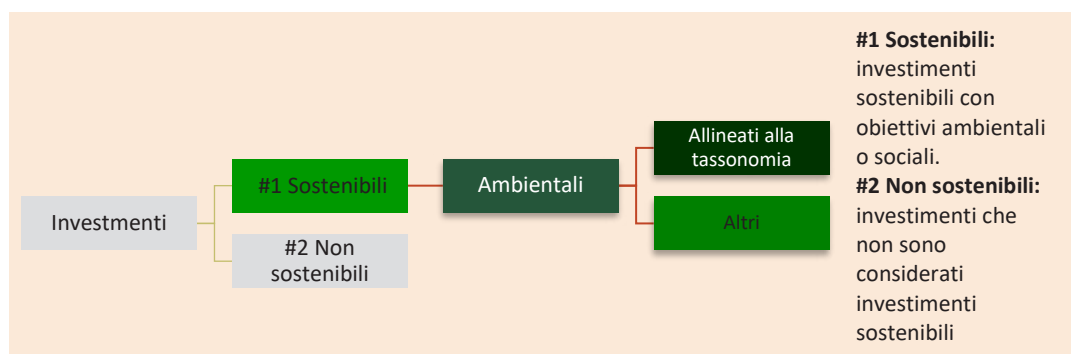 Investmenti
#1 Sostenibili
#2 Non
sostenibili
Ambientali
Allineati alla
tassonomia
Altri
#1 Sostenibili:
investimenti
sostenibili con
obiettivi ambientali
o sociali.
#2 Non sostenibili:
investimenti che
non sono
considerati
investimenti
sostenibili